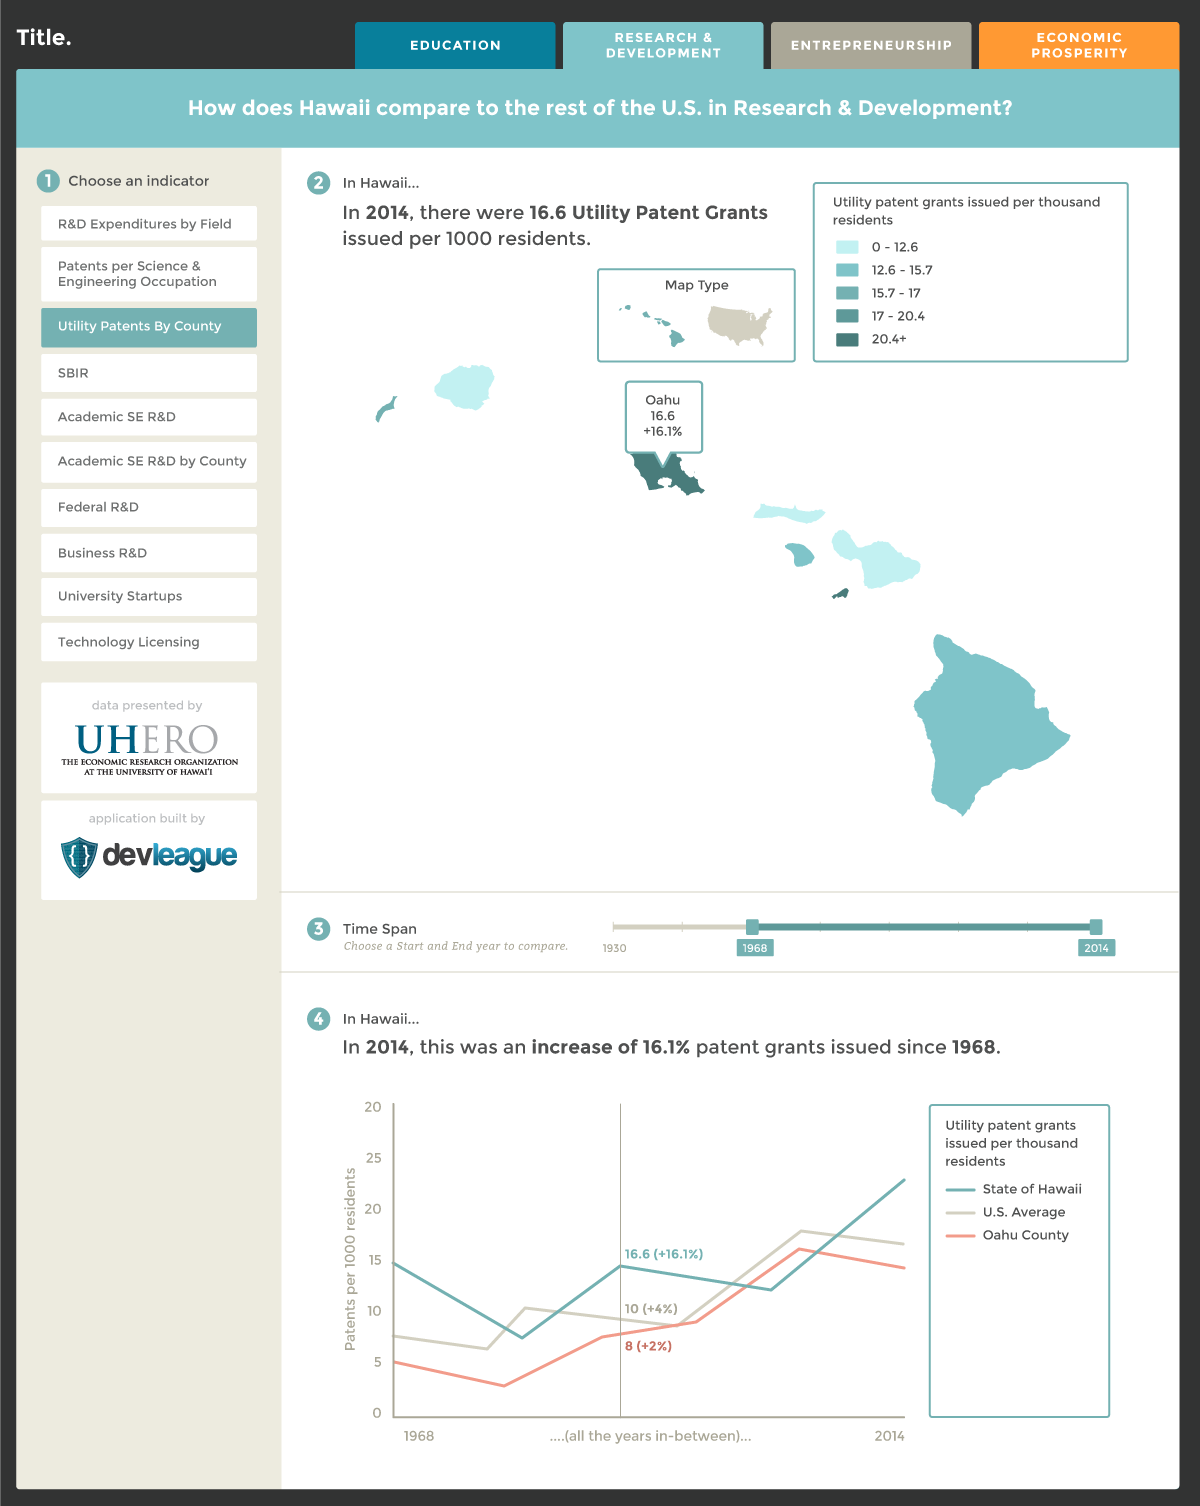 Title.
EDUCATION
RESEARCH &
DEVELOPMENT
ENTREPRENEURSHIP
ECONOMIC
PROSPERITY
How does Hawaii compare to the rest of the U.S. in Research & Development?
1 Choose an indicator
R&D Expenditures by Field
Patents per Science &
Engineering Occupation
Utility Patents By County
SBIR
Academic SE R&D
Academic SE R&D by County
Federal R&D
Business R&D
University Startups
Technology Licensing
data presented by
UHERO
THE ECONOMIC RESEARCH ORGANIZATION
AT THE UNIVERSITY OF HAWAI'I
application built by
{} devleague
2 In Hawaii...
In 2014, there were 16.6 Utility Patent Grants
issued per 1000 residents.
Map Type
Utility patent grants issued per thousand
residents
0 - 12.6
12.6 - 15.7
15.7 - 17
17 - 20.4
20.4+
Oahu
16.6
+16.1%
3 Time Span
Choose a Start and End year to compare.
1930
1968
2014
4 In Hawaii...
In 2014, this was an increase of 16.1% patent grants issued since 1968.
Patents per 1000 residents
20
25
20
15
10
5
0
16.6 (+16.1%)
10 (+4%)
8 (+2%)
1968
....(all the years in-between)...
2014
Utility patent grants
issued per thousand
residents
State of Hawaii
U.S. Average
Oahu County